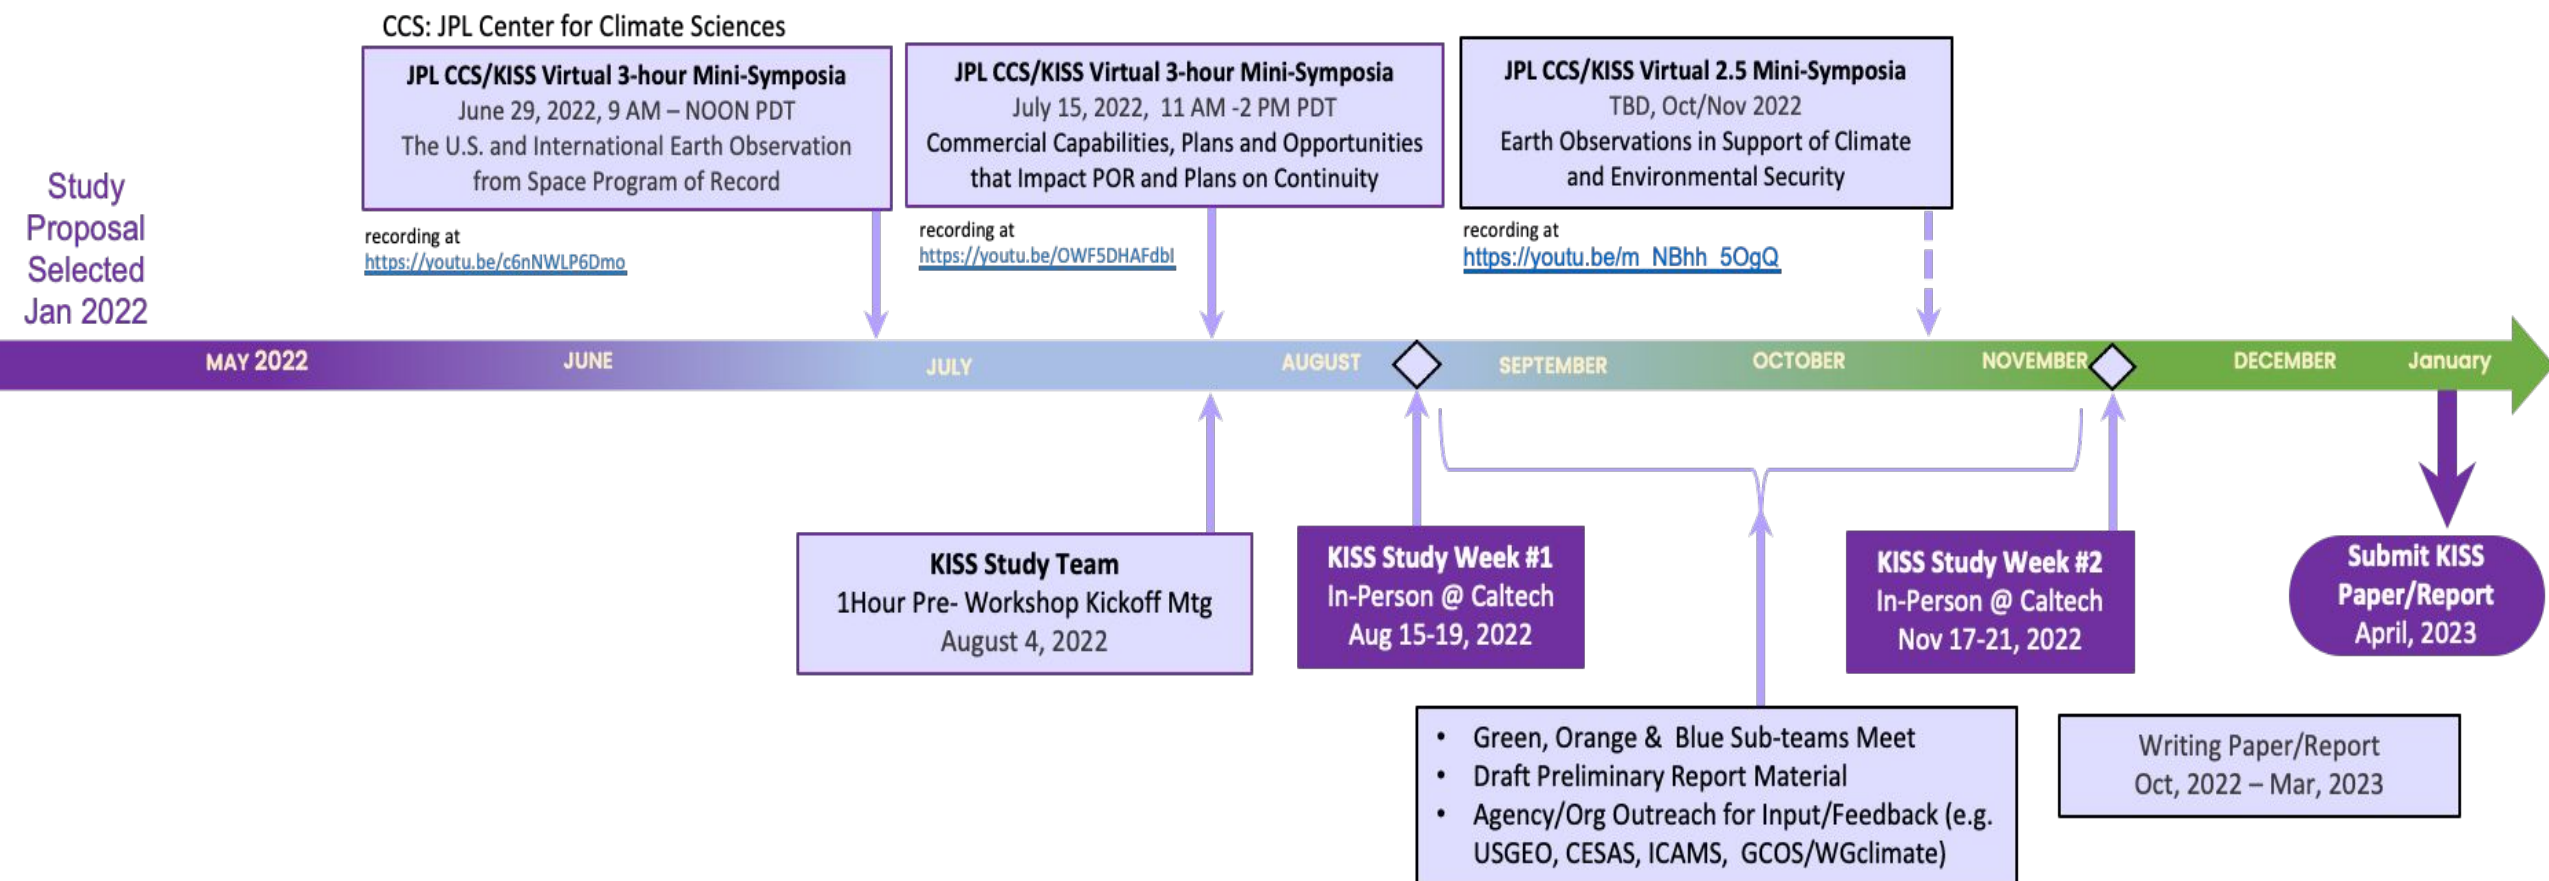 CCS: JPL Center for Climate Sciences
JPL CCS/KISS Virtual 3-hour Mini-Symposia
June 29, 2022, 9 AM – NOON PDT
The U.S. and International Earth Observation
from Space Program of Record
recording at
https://youtu.be/c6nNWLP6Dmo
JPL CCS/KISS Virtual 3-hour Mini-Symposia
July 15, 2022,  11 AM -2 PM PDT
Commercial Capabilities, Plans and Opportunities
that Impact POR and Plans on Continuity
recording at
https://youtu.be/OWF5DHAFdbI
JPL CCS/KISS Virtual 2.5 Mini-Symposia
TBD, Oct/Nov 2022
Earth Observations in Support of Climate
and Environmental Security
recording at
https://youtu.be/m_NBhh_5OgQ
Study
Proposal
Selected
Jan 2022
MAY 2022
JUNE
JULY
AUGUST
SEPTEMBER
OCTOBER
NOVEMBER
DECEMBER
January
KISS Study Team
1Hour Pre- Workshop Kickoff Mtg
August 4, 2022
KISS Study Week #1
In-Person @ Caltech
Aug 15-19, 2022
KISS Study Week #2
In-Person @ Caltech
Nov 17-21, 2022
Submit KISS
Paper/Report
April, 2023
• Green, Orange &  Blue Sub-teams Meet
• Draft Preliminary Report Material
• Agency/Org Outreach for Input/Feedback (e.g.
USGEO, CESAS, ICAMS,  GCOS/WGclimate)
Writing Paper/Report
Oct, 2022 – Mar, 2023